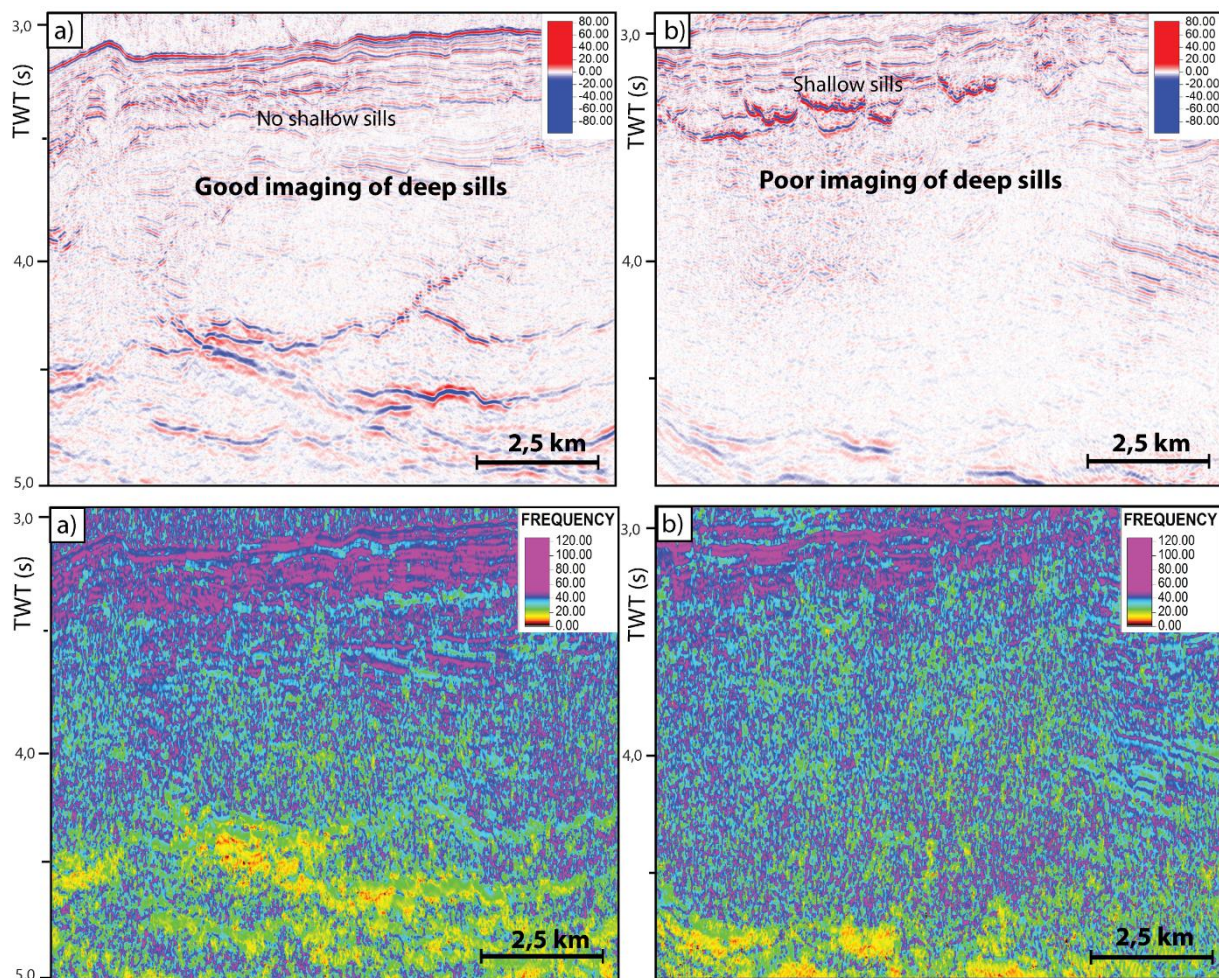 a)
3,0
TWT (s)
4,0
5,0
80.00
60.00
40.00
20.00
0.00
-20.00
-40.00
-60.00
-80.00
No shallow sills
Good imaging of deep sills
2,5 km
b)
3,0
TWT (s)
4,0
80.00
60.00
40.00
20.00
0.00
-20.00
-40.00
-60.00
-80.00
Shallow sills
Poor imaging of deep sills
2,5 km
a)
3,0
TWT (s)
4,0
5,0
FREQUENCY
120.00
100.00
80.00
60.00
40.00
20.00
0.00
2,5 km
b)
3,0
TWT (s)
4,0
FREQUENCY
120.00
100.00
80.00
60.00
40.00
20.00
0.00
2,5 km